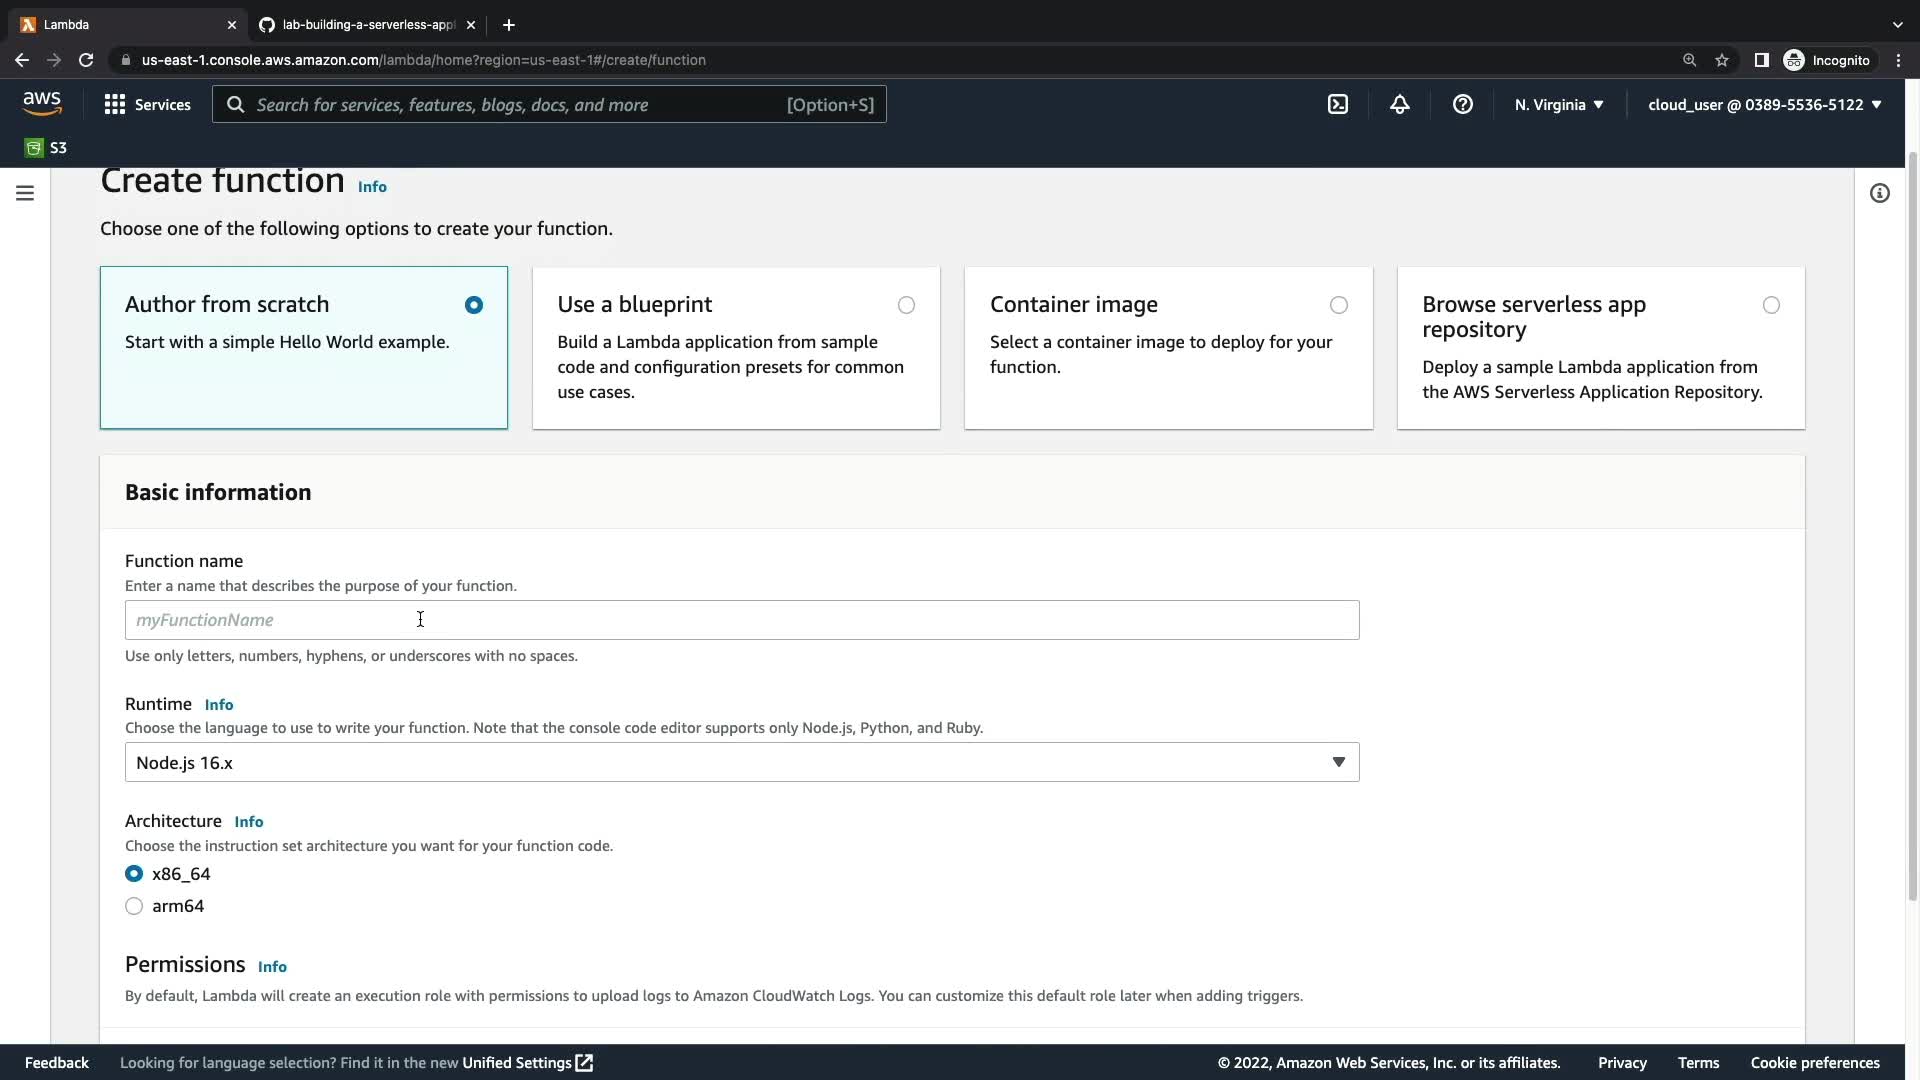 Lambda
lab-building-a-serverless-appl
us-east-1.console.aws.amazon.com/lambda/home?region=us-east-1#/create/function
Incognito
aws
Services
Search for services, features, blogs, docs, and more
[Option+S]
N. Virginia
cloud_user @ 0389-5536-5122
S3
Create function Info
Choose one of the following options to create your function.
Author from scratch
Start with a simple Hello World example.
Use a blueprint
Build a Lambda application from sample
code and configuration presets for common
use cases.
Container image
Select a container image to deploy for your
function.
Browse serverless app
repository
Deploy a sample Lambda application from
the AWS Serverless Application Repository.
Basic information
Function name
Enter a name that describes the purpose of your function.
myFunctionName
Use only letters, numbers, hyphens, or underscores with no spaces.
Runtime Info
Choose the language to use to write your function. Note that the console code editor supports only Node.js, Python, and Ruby.
Node.js 16.x
Architecture Info
Choose the instruction set architecture you want for your function code.
x86_64
arm64
Permissions Info
By default, Lambda will create an execution role with permissions to upload logs to Amazon CloudWatch Logs. You can customize this default role later when adding triggers.
Feedback
Looking for language selection? Find it in the new Unified Settings
© 2022, Amazon Web Services, Inc. or its affiliates.
Privacy
Terms
Cookie preferences